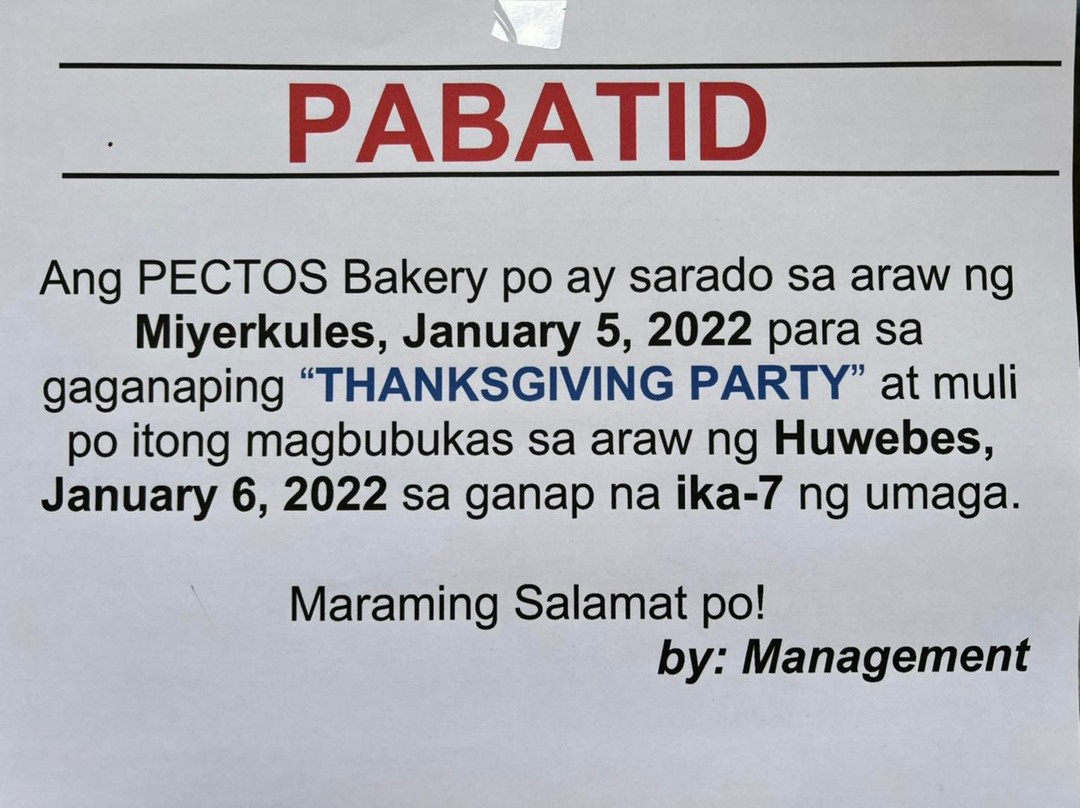 PABATID
Ang PECTOS Bakery po ay sarado sa araw ng
Miyerkules, January 5, 2022 para sa
gaganaping “THANKSGIVING PARTY” at muli
po itong magbubukas sa araw ng Huwebes,
January 6, 2022 sa ganap na ika-7 ng umaga.
Maraming Salamat po!
by: Management